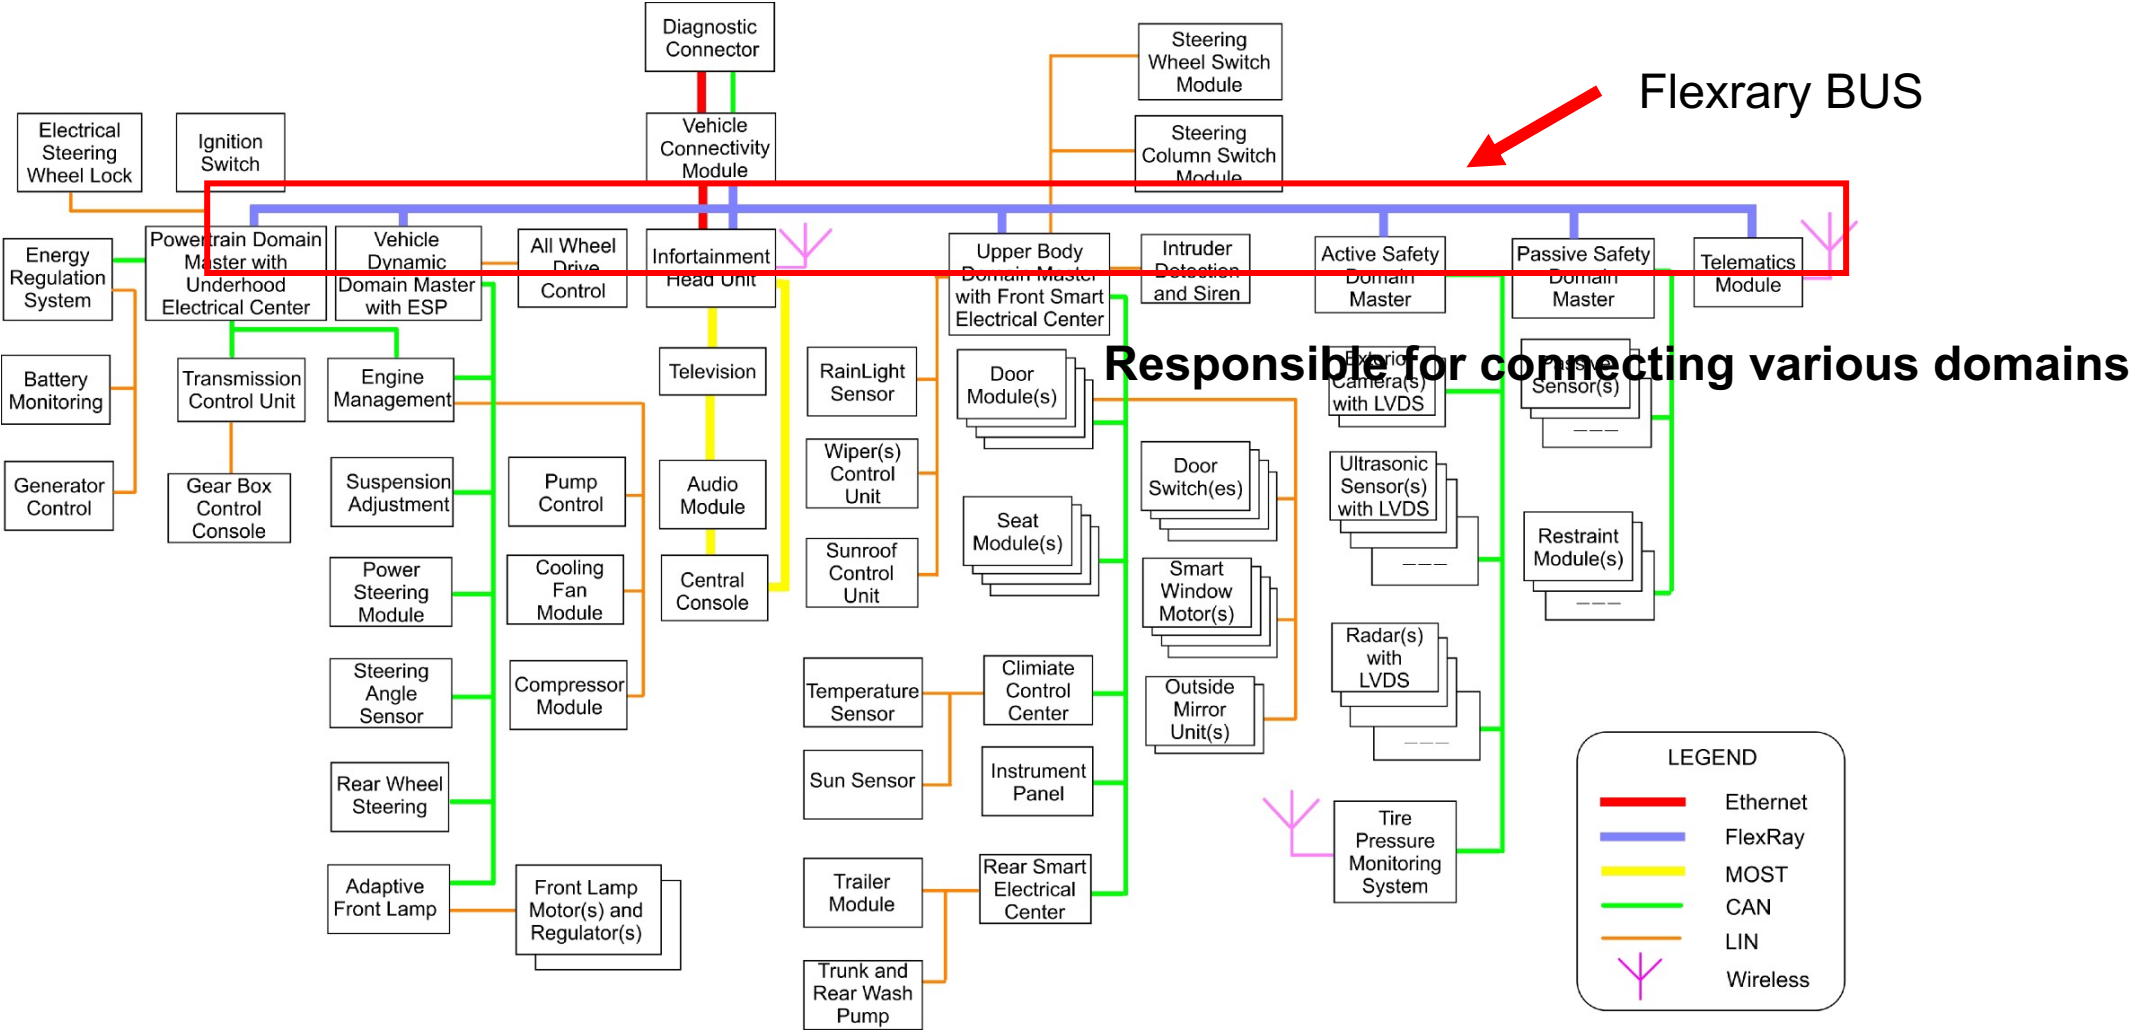 Diagnostic
Connector
Steering
Wheel Switch
Module
Flexrary BUS
Electrical
Steering
Wheel Lock
Ignition
Switch
Vehicle
Connectivity
Module
Steering
Column Switch
Module
Energy
Regulation
System
Powertrain Domain
Master with
Underhood
Electrical Center
Vehicle
Dynamic
Domain Master
with ESP
All Wheel
Drive
Control
Infortainment
Head Unit
Upper Body
Domain Master
with Front Smart
Electrical Center
Intruder
Detection
and Siren
Active Safety
Domain
Master
Passive Safety
Domain
Master
Telematics
Module
Responsible for connecting various domains
Battery
Monitoring
Transmission
Control Unit
Engine
Management
Television
RainLight
Sensor
Door
Module(s)
Exterior
Camera(s)
with LVDS
Passive
Sensor(s)
Generator
Control
Gear Box
Control
Console
Suspension
Adjustment
Pump
Control
Audio
Module
Wiper(s)
Control
Unit
Seat
Module(s)
Door
Switch(es)
Ultrasonic
Sensor(s)
with LVDS
Restraint
Module(s)
Power
Steering
Module
Cooling
Fan
Module
Central
Console
Sunroof
Control
Unit
Smart
Window
Motor(s)
Steering
Angle
Sensor
Compressor
Module
Temperature
Sensor
Climiate
Control
Center
Outside
Mirror
Unit(s)
Radar(s)
with
LVDS
Rear Wheel
Steering
Sun Sensor
Instrument
Panel
Tire
Pressure
Monitoring
System
Adaptive
Front Lamp
Front Lamp
Motor(s) and
Regulator(s)
Trailer
Module
Rear Smart
Electrical
Center
Trunk and
Rear Wash
Pump
LEGEND
Ethernet
FlexRay
MOST
CAN
LIN
Wireless